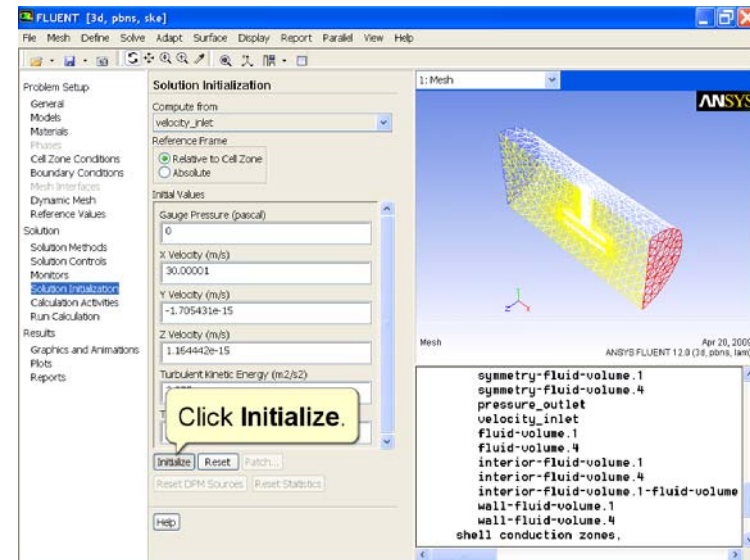 FLUENT [3d, pbns, ske]
File Mesh Define Solve Adapt Surface Display Report Parallel View Help
Problem Setup
General
Models
Materials
Phases
Cell Zone Conditions
Boundary Conditions
Mesh Interfaces
Dynamic Mesh
Reference Values
Solution
Solution Methods
Solution Controls
Monitors
Solution Initialization
Calculation Activities
Run Calculation
Results
Graphics and Animations
Plots
Reports
Solution Initialization
Compute from
velocity_inlet
Reference Frame
Relative to Cell Zone
Absolute
Initial Values
Gauge Pressure (pascal)
0
X Velocity (m/s)
30.00001
Y Velocity (m/s)
-1.705431e-15
Z Velocity (m/s)
1.164442e-15
Turbulent Kinetic Energy (m2/s2)
Click Initialize.
Initialize Reset Patch...
Reset DPM Sources Reset Statistics
Help
1: Mesh
ANSYS
Mesh
Apr 20, 2009
ANSYS FLUENT 12.0 (3d, pbns, lam)
symmetry-fluid-volume.1
symmetry-fluid-volume.4
pressure_outlet
velocity_inlet
fluid-volume.1
fluid-volume.4
interior-fluid-volume.1
interior-fluid-volume.4
interior-fluid-volume.1-fluid-volume
wall-fluid-volume.1
wall-fluid-volume.4
shell conduction zones,